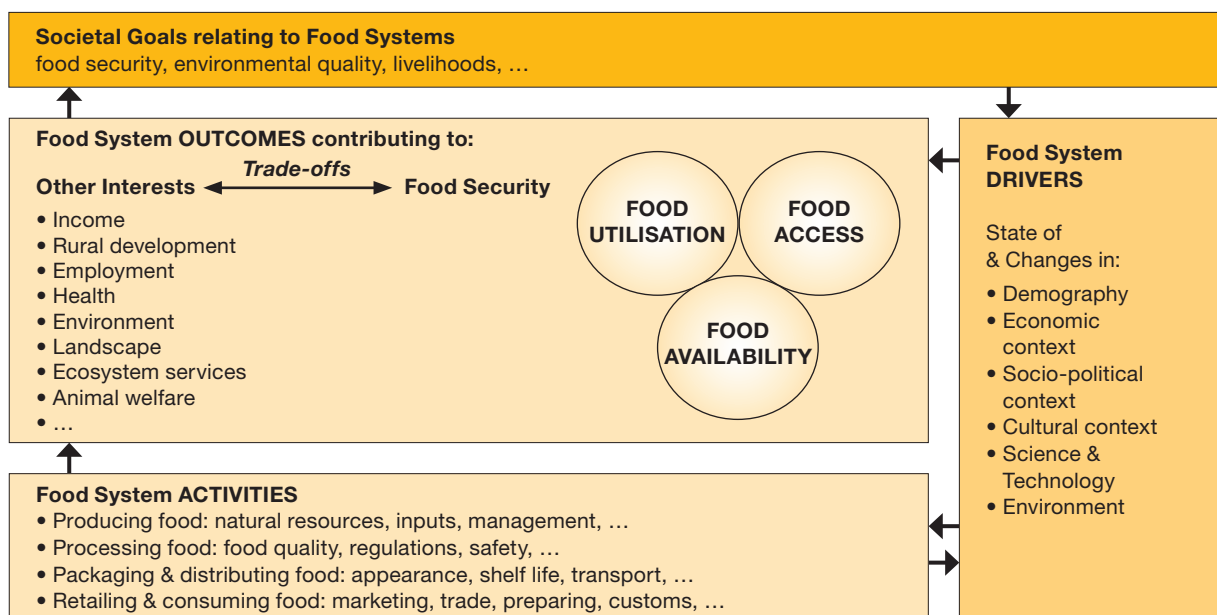 Societal Goals relating to Food Systems
food security, environmental quality, livelihoods, …
Food System OUTCOMES contributing to:
Trade-offs
Other Interests
Food Security
• Income
• Rural development
• Employment
• Health
• Environment
• Landscape
• Ecosystem services
• Animal welfare
• …
FOOD
UTILISATION
FOOD
ACCESS
FOOD
AVAILABILITY
Food System
DRIVERS
State of
& Changes in:
• Demography
• Economic
context
• Socio-political
context
• Cultural context
• Science &
Technology
• Environment
Food System ACTIVITIES
• Producing food: natural resources, inputs, management, …
• Processing food: food quality, regulations, safety, …
• Packaging & distributing food: appearance, shelf life, transport, …
• Retailing & consuming food: marketing, trade, preparing, customs, …